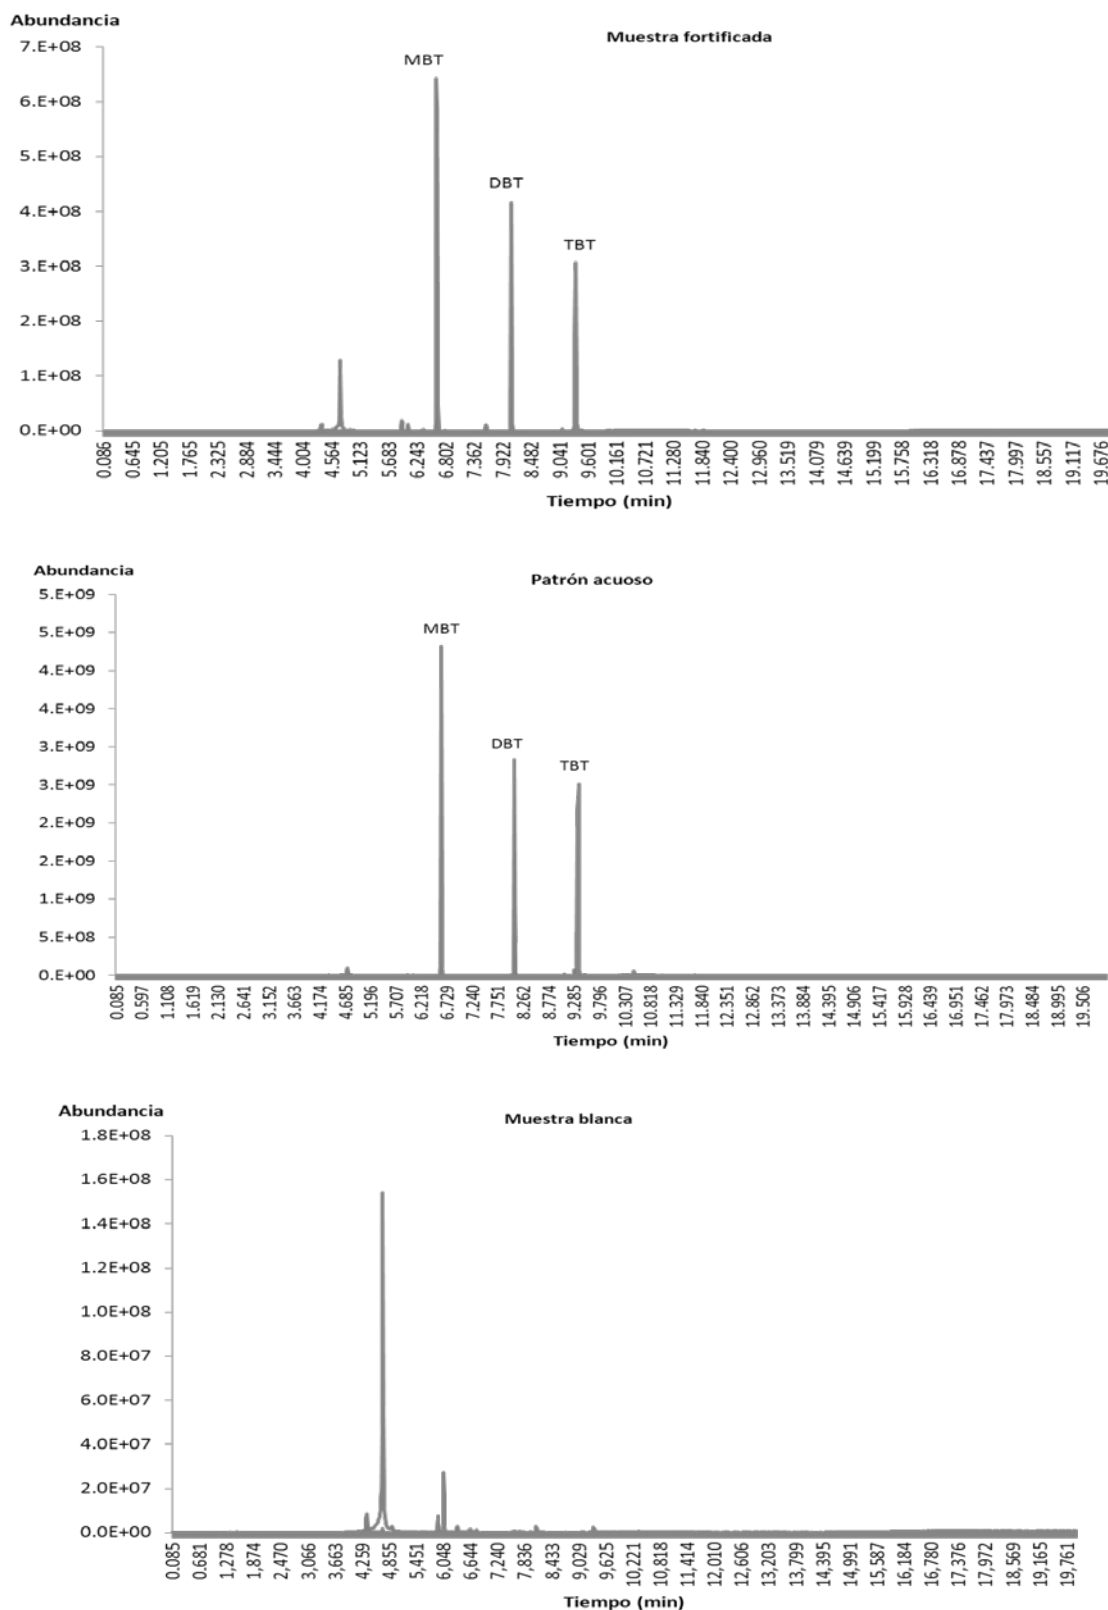 Abundancia
Muestra fortificada
7.E+08
MBT
6.E+08
5.E+08
DBT
4.E+08
TBT
3.E+08
2.E+08
1.E+08
0.E+00
0.086 0.645 1.205 1.765 2.325 2.884 3.444 4.004 4.564 5.123 5.683 6.243 6.802 7.362 7.922 8.482 9.041 9.601 10.161 10.721 11.280 11.840 12.400 12.960 13.519 14.079 14.639 15.199 15.758 16.318 16.878 17.437 17.997 18.557 19.117 19.676
Tiempo (min)
Abundancia
Patrón acuoso
5.E+09
5.E+09
MBT
4.E+09
4.E+09
3.E+09
DBT
TBT
3.E+09
2.E+09
2.E+09
1.E+09
5.E+08
0.E+00
0.085 0.597 1.108 1.619 2.130 2.641 3.152 3.663 4.174 4.685 5.196 5.707 6.218 6.729 7.240 7.751 8.262 8.774 9.285 9.796 10.307 10.818 11.329 11.840 12.351 12.862 13.373 13.884 14.395 14.906 15.417 15.928 16.439 16.951 17.462 17.973 18.484 18.995 19.506
Tiempo (min)
Abundancia
Muestra blanca
1.8E+08
1.6E+08
1.4E+08
1.2E+08
1.0E+08
8.0E+07
6.0E+07
4.0E+07
2.0E+07
0.0E+00
0.085 0.681 1,278 1,874 2,470 3,066 3,663 4,259 4,855 5,451 6,048 6,644 7,240 7,836 8,433 9,029 9,625 10,221 10,818 11,414 12,010 12,606 13,203 13,799 14,395 14,991 15,587 16,184 16,780 17,376 17,972 18,569 19,165 19,761
Tiempo (min)